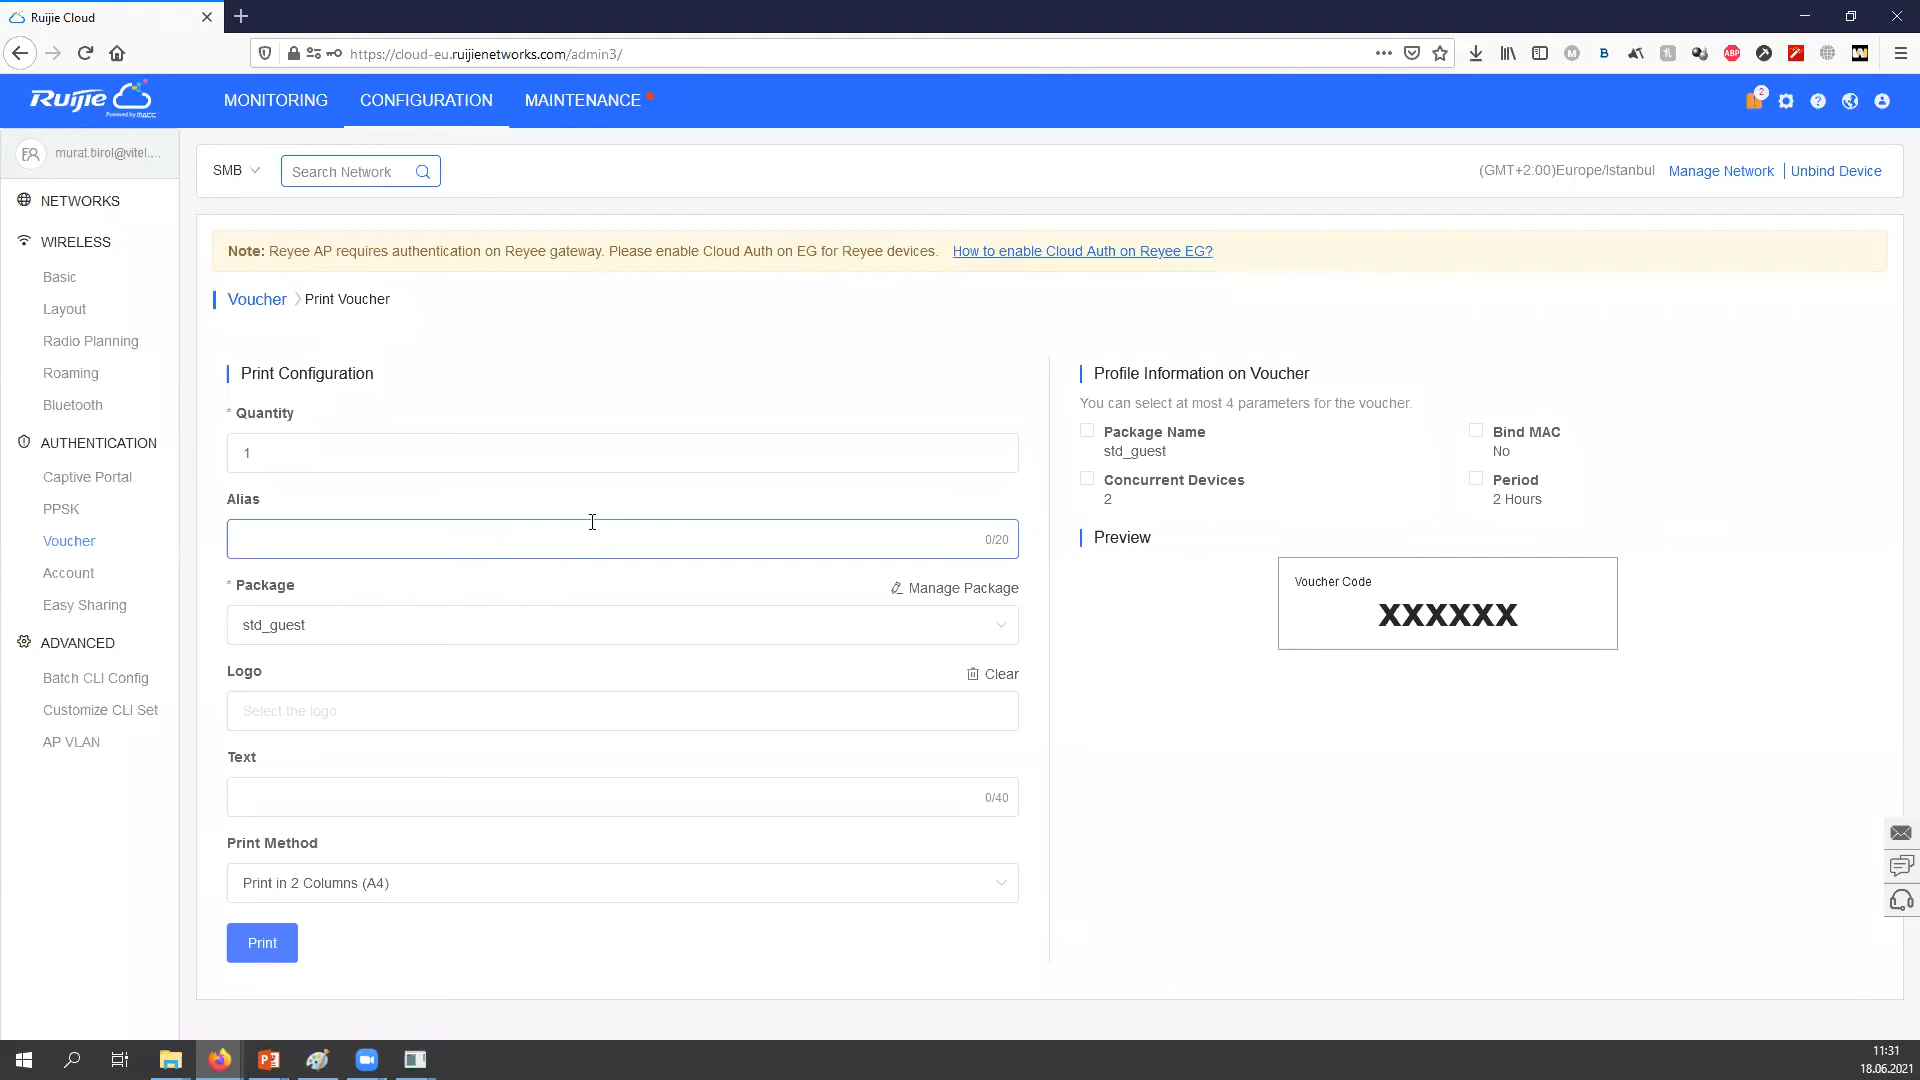 Ruijie Cloud
https://cloud-eu.ruijienetworks.com/admin3/
Ruijie
Powered by MACC
MONITORING
CONFIGURATION
MAINTENANCE
2
murat.birol@vitel....
SMB
Search Network
(GMT+2:00)Europe/Istanbul
Manage Network
Unbind Device
NETWORKS
WIRELESS
Basic
Layout
Radio Planning
Roaming
Bluetooth
AUTHENTICATION
Captive Portal
PPSK
Voucher
Account
Easy Sharing
ADVANCED
Batch CLI Config
Customize CLI Set
AP VLAN
Note: Reyee AP requires authentication on Reyee gateway. Please enable Cloud Auth on EG for Reyee devices. How to enable Cloud Auth on Reyee EG?
Voucher
Print Voucher
Print Configuration
* Quantity
1
Alias
0/20
* Package
Manage Package
std_guest
Logo
Clear
Select the logo
Text
0/40
Print Method
Print in 2 Columns (A4)
Print
Profile Information on Voucher
You can select at most 4 parameters for the voucher.
Package Name
std_guest
Bind MAC
No
Concurrent Devices
2
Period
2 Hours
Preview
Voucher Code
XXXXXX
11:31
18.06.2021